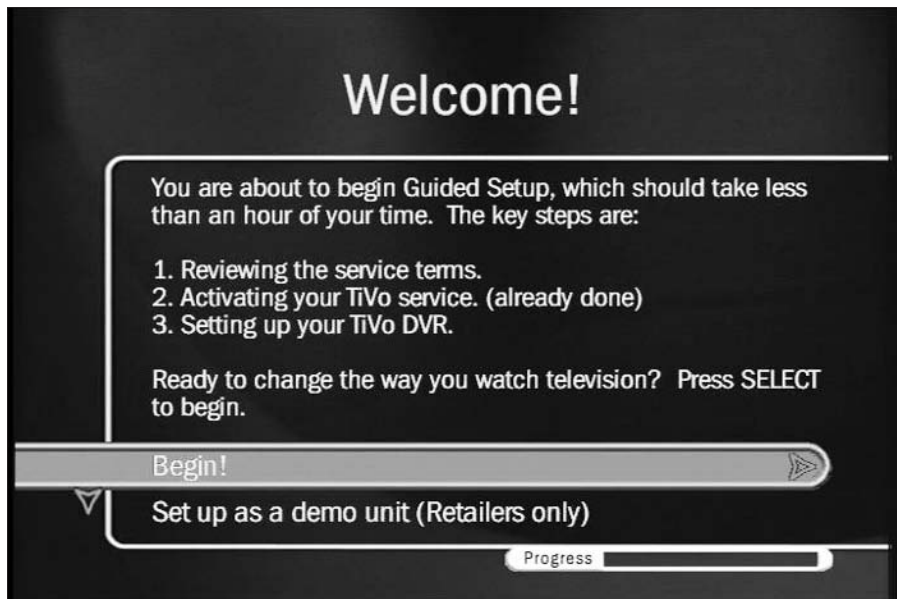 Welcome!
You are about to begin Guided Setup, which should take less
than an hour of your time.  The key steps are:
1. Reviewing the service terms.
2. Activating your TiVo service. (already done)
3. Setting up your TiVo DVR.
Ready to change the way you watch television?  Press SELECT
to begin.
Begin!
Set up as a demo unit (Retailers only)
Progress